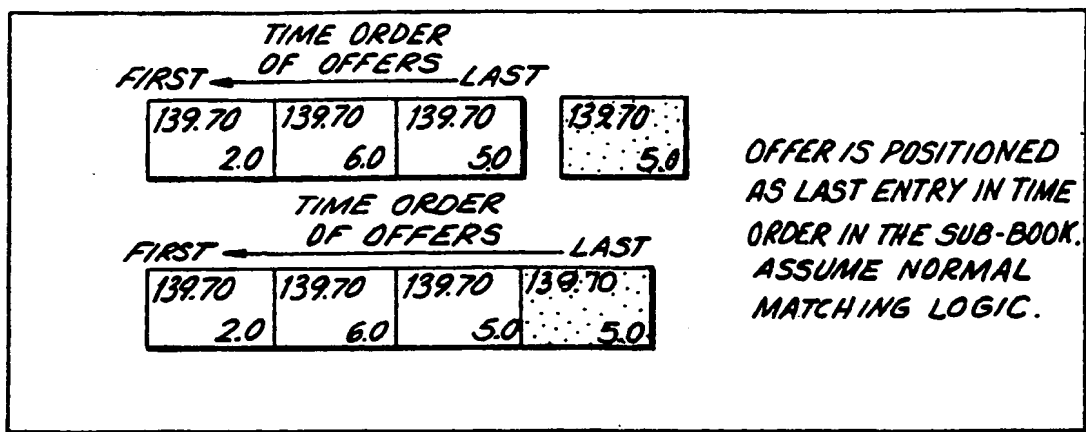 TIME ORDER
OF OFFERS
FIRST LAST
139.70 139.70 139.70 139.70
2.0 6.0 5.0 5.0
TIME ORDER
OF OFFERS
FIRST LAST
139.70 139.70 139.70 139.70
2.0 6.0 5.0 5.0
OFFER IS POSITIONED
AS LAST ENTRY IN TIME
ORDER IN THE SUB-BOOK.
ASSUME NORMAL
MATCHING LOGIC.